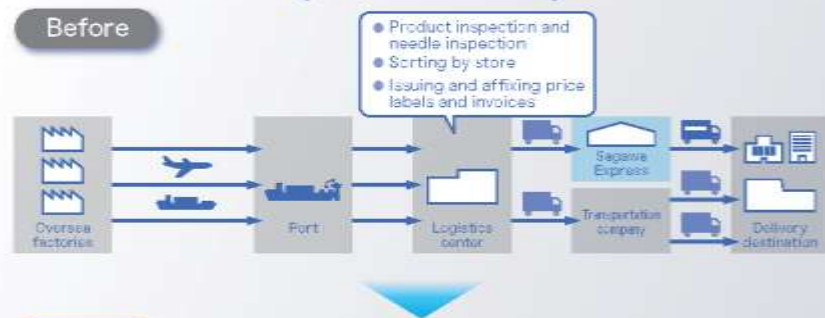 Before
● Product inspection and
needle inspection
● Sorting by store
● Issuing and affixing price
labels and invoices
Oversea
factories
Port
Logistics
center
Sagawa
Express
Transportation
company
Delivery
destination